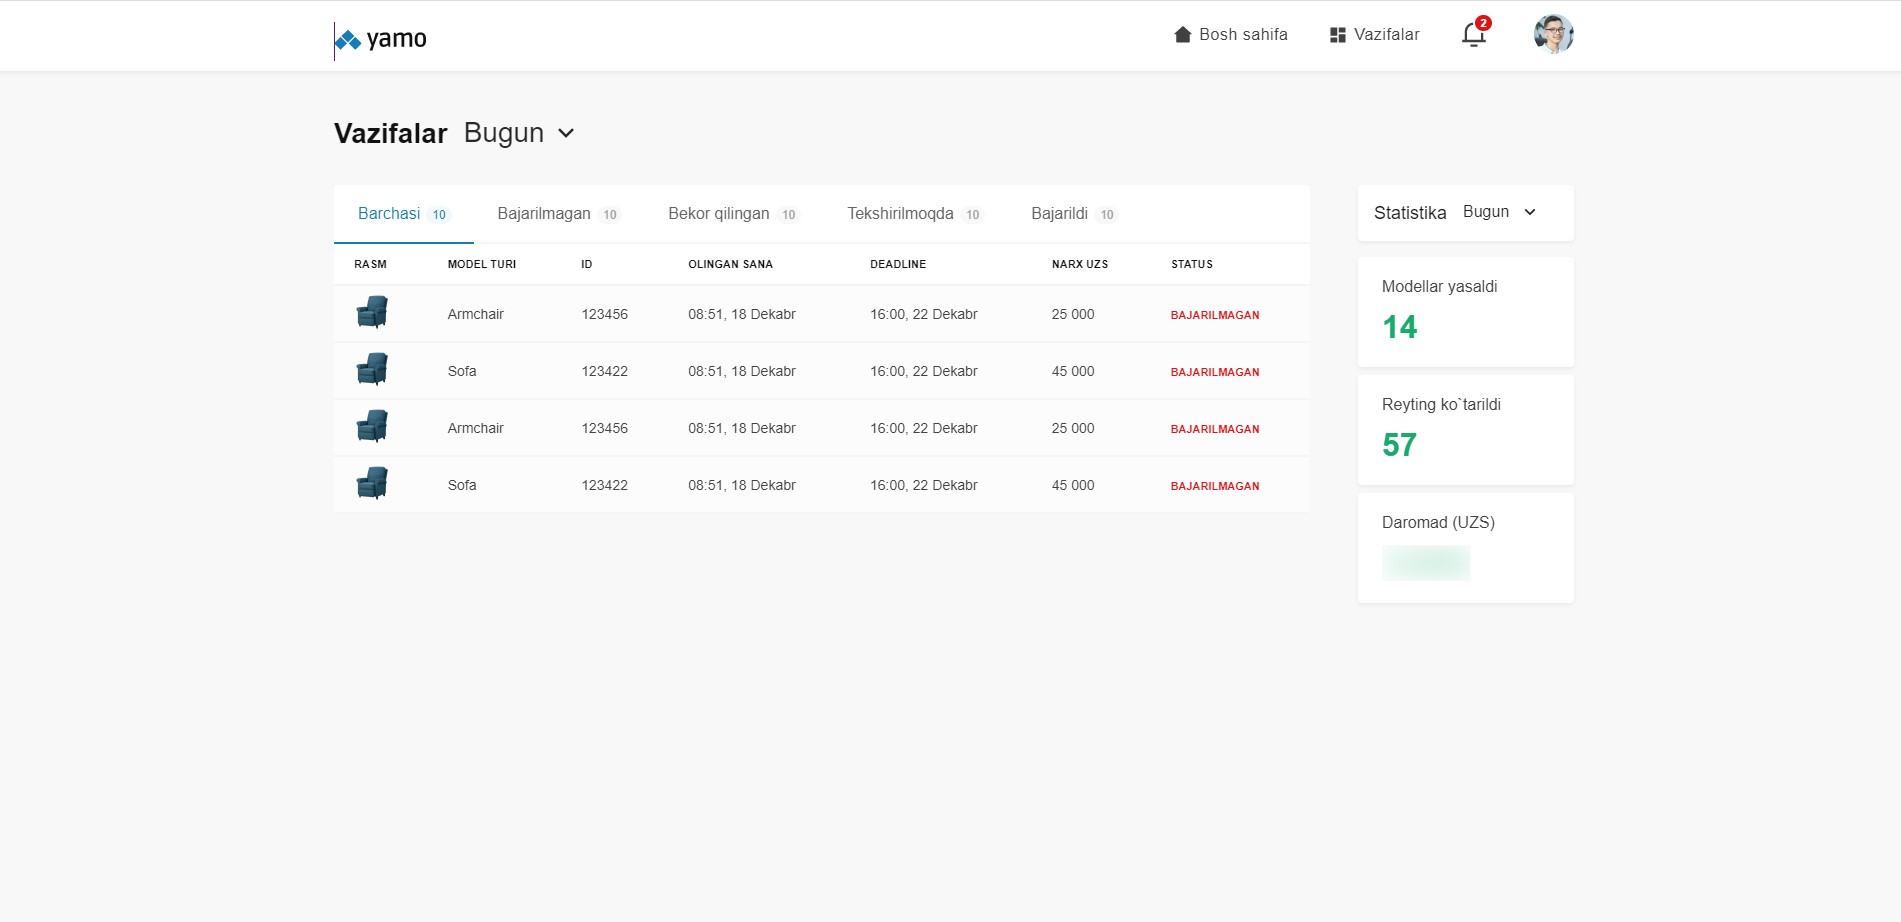 yamo
Bosh sahifa
Vazifalar
2
Vazifalar Bugun
Barchasi 10 Bajarilmagan 10 Bekor qilingan 10 Tekshirilmoqda 10 Bajarildi 10
RASM MODEL TURI ID OLINGAN SANA DEADLINE NARX UZS STATUS
Armchair 123456 08:51, 18 Dekabr 16:00, 22 Dekabr 25 000 BAJARILMAGAN
Sofa 123422 08:51, 18 Dekabr 16:00, 22 Dekabr 45 000 BAJARILMAGAN
Armchair 123456 08:51, 18 Dekabr 16:00, 22 Dekabr 25 000 BAJARILMAGAN
Sofa 123422 08:51, 18 Dekabr 16:00, 22 Dekabr 45 000 BAJARILMAGAN
Statistika Bugun
Modellar yasaldi
14
Reyting ko`tarildi
57
Daromad (UZS)